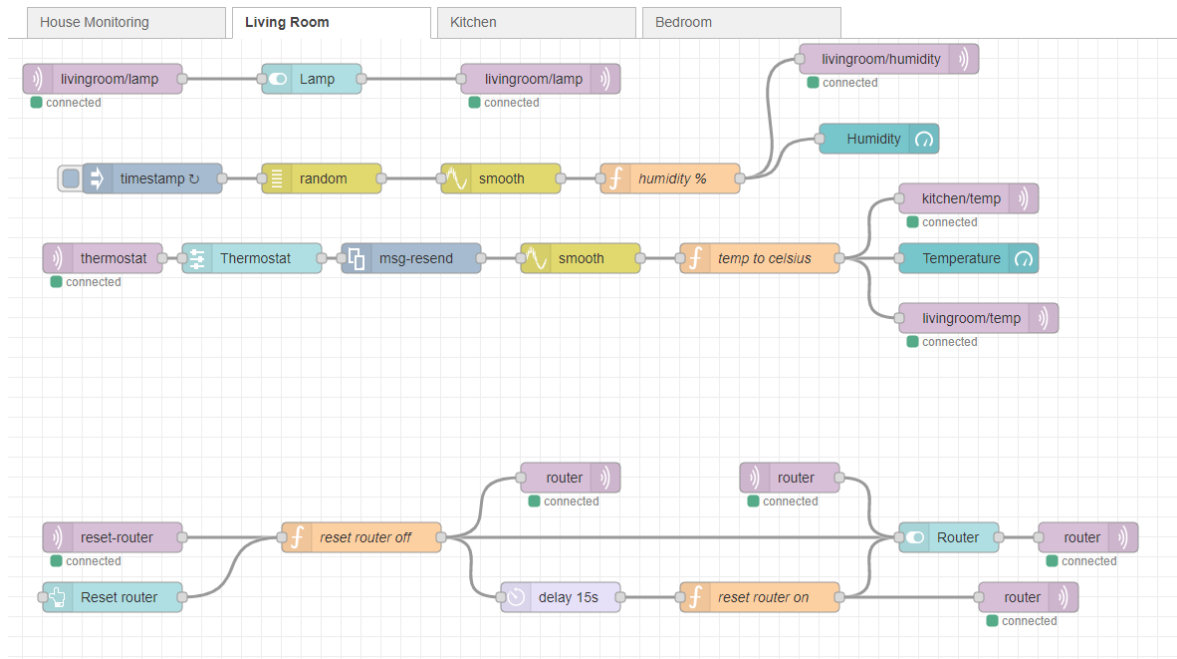 House Monitoring
Living Room
Kitchen
Bedroom
livingroom/lamp
connected
Lamp
livingroom/lamp
connected
livingroom/humidity
connected
Humidity
timestamp ↻
random
smooth
humidity %
kitchen/temp
connected
thermostat
connected
Thermostat
msg-resend
smooth
temp to celsius
Temperature
livingroom/temp
connected
router
connected
router
connected
reset-router
connected
reset router off
Router
router
connected
Reset router
delay 15s
reset router on
router
connected